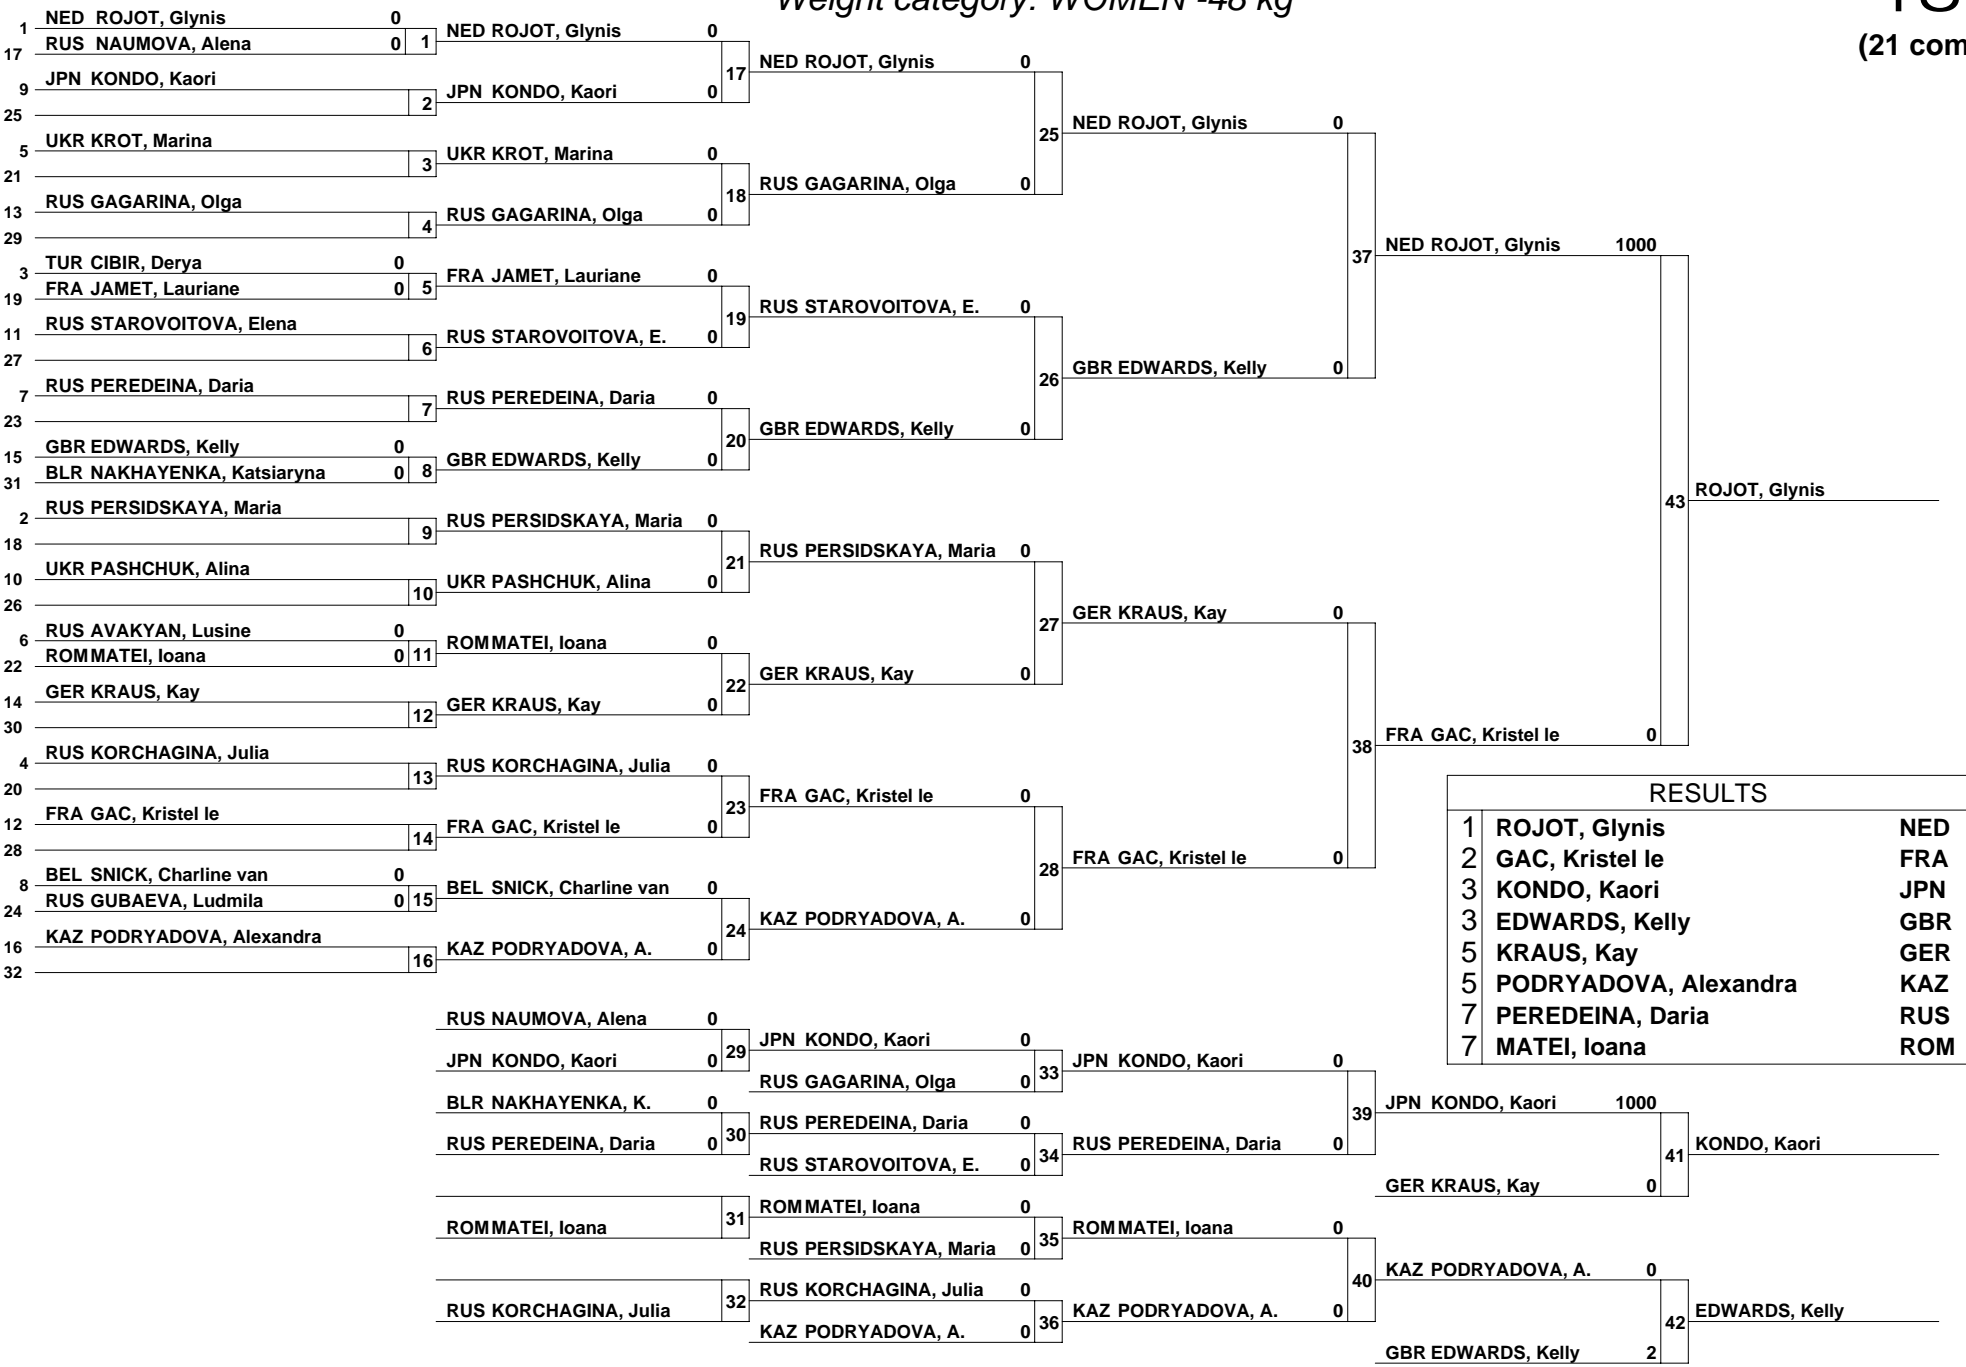 Weight category: WOMEN -48 kg
(21 com
1 NED ROJOT, Glynis 0
17 RUS NAUMOVA, Alena 0 1
9 JPN KONDO, Kaori
25 2
5 UKR KROT, Marina
21 3
13 RUS GAGARINA, Olga
29 4
3 TUR CIBIR, Derya 0
19 FRA JAMET, Lauriane 0 5
11 RUS STAROVOITOVA, Elena
27 6
7 RUS PEREDEINA, Daria
23 7
15 GBR EDWARDS, Kelly 0
31 BLR NAKHAYENKA, Katsiaryna 0 8
2 RUS PERSIDSKAYA, Maria
18 9
10 UKR PASHCHUK, Alina
26 10
6 RUS AVAKYAN, Lusine 0
22 ROM MATEI, Ioana 0 11
14 GER KRAUS, Kay
30 12
4 RUS KORCHAGINA, Julia
20 13
12 FRA GAC, Kristel le
28 14
8 BEL SNICK, Charline van 0
24 RUS GUBAEVA, Ludmila 0 15
16 KAZ PODRYADOVA, Alexandra
32 16
NED ROJOT, Glynis 0
17
JPN KONDO, Kaori 0
UKR KROT, Marina 0
18
RUS GAGARINA, Olga 0
FRA JAMET, Lauriane 0
19
RUS STAROVOITOVA, E. 0
RUS PEREDEINA, Daria 0
20
GBR EDWARDS, Kelly 0
RUS PERSIDSKAYA, Maria 0
21
UKR PASHCHUK, Alina 0
ROM MATEI, Ioana 0
22
GER KRAUS, Kay 0
RUS KORCHAGINA, Julia 0
23
FRA GAC, Kristel le 0
BEL SNICK, Charline van 0
24
KAZ PODRYADOVA, A. 0
NED ROJOT, Glynis 0
25
RUS GAGARINA, Olga 0
RUS STAROVOITOVA, E. 0
26
GBR EDWARDS, Kelly 0
RUS PERSIDSKAYA, Maria 0
27
GER KRAUS, Kay 0
FRA GAC, Kristel le 0
28
KAZ PODRYADOVA, A. 0
NED ROJOT, Glynis 0
37
GBR EDWARDS, Kelly 0
GER KRAUS, Kay 0
38
FRA GAC, Kristel le 0
NED ROJOT, Glynis 1000
43
FRA GAC, Kristel le 0
ROJOT, Glynis
RESULTS
1 ROJOT, Glynis NED
2 GAC, Kristel le FRA
3 KONDO, Kaori JPN
3 EDWARDS, Kelly GBR
5 KRAUS, Kay GER
5 PODRYADOVA, Alexandra KAZ
7 PEREDEINA, Daria RUS
7 MATEI, Ioana ROM
RUS NAUMOVA, Alena 0
29
JPN KONDO, Kaori 0
BLR NAKHAYENKA, K. 0
30
RUS PEREDEINA, Daria 0
31
ROM MATEI, Ioana
32
RUS KORCHAGINA, Julia
JPN KONDO, Kaori 0
RUS GAGARINA, Olga 0 33
RUS PEREDEINA, Daria 0
RUS STAROVOITOVA, E. 0 34
ROM MATEI, Ioana 0
RUS PERSIDSKAYA, Maria 0 35
RUS KORCHAGINA, Julia 0
KAZ PODRYADOVA, A. 0 36
JPN KONDO, Kaori 0
39
RUS PEREDEINA, Daria 0
ROM MATEI, Ioana 0
40
KAZ PODRYADOVA, A. 0
JPN KONDO, Kaori 1000
41
GER KRAUS, Kay 0
KAZ PODRYADOVA, A. 0
42
GBR EDWARDS, Kelly 2
KONDO, Kaori
EDWARDS, Kelly